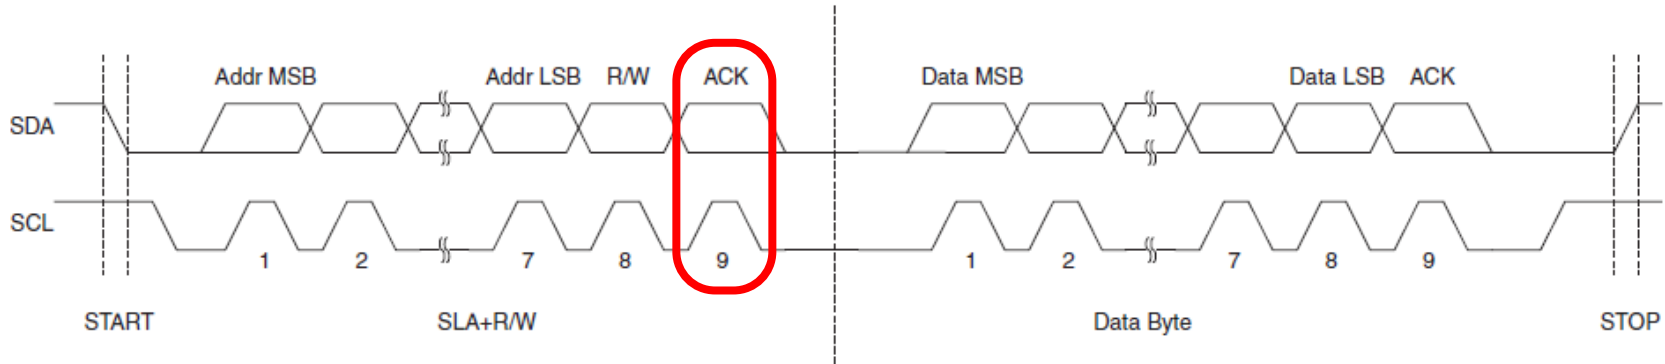 Addr MSB Addr LSB R/W ACK Data MSB Data LSB ACK
SDA
SCL
1 2 7 8 9 1 2 7 8 9
START SLA+R/W Data Byte STOP